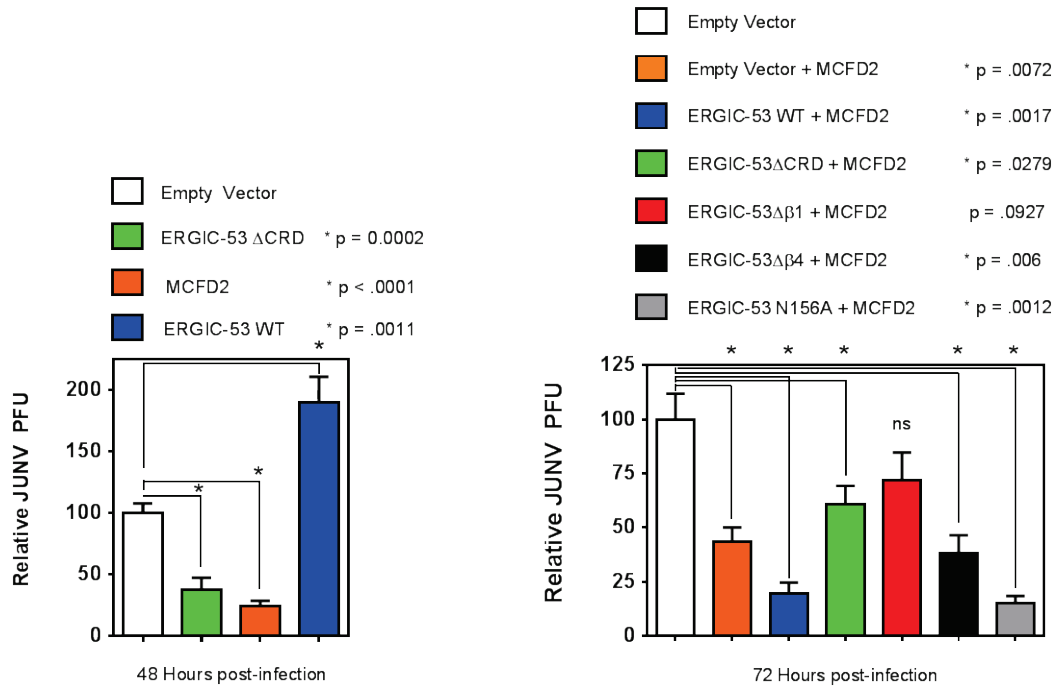 Empty Vector
ERGIC-53 ΔCRD * p = 0.0002
MCFD2 * p < .0001
ERGIC-53 WT * p = .0011
Relative JUNV PFU
200
150
100
50
0
*
*
*
48 Hours post-infection
Empty Vector
Empty Vector + MCFD2 * p = .0072
ERGIC-53 WT + MCFD2 * p = .0017
ERGIC-53ΔCRD + MCFD2 * p = .0279
ERGIC-53Δβ1 + MCFD2 p = .0927
ERGIC-53Δβ4 + MCFD2 * p = .006
ERGIC-53 N156A + MCFD2 * p = .0012
Relative JUNV PFU
125
100
75
50
25
0
* * * * *
ns
72 Hours post-infection